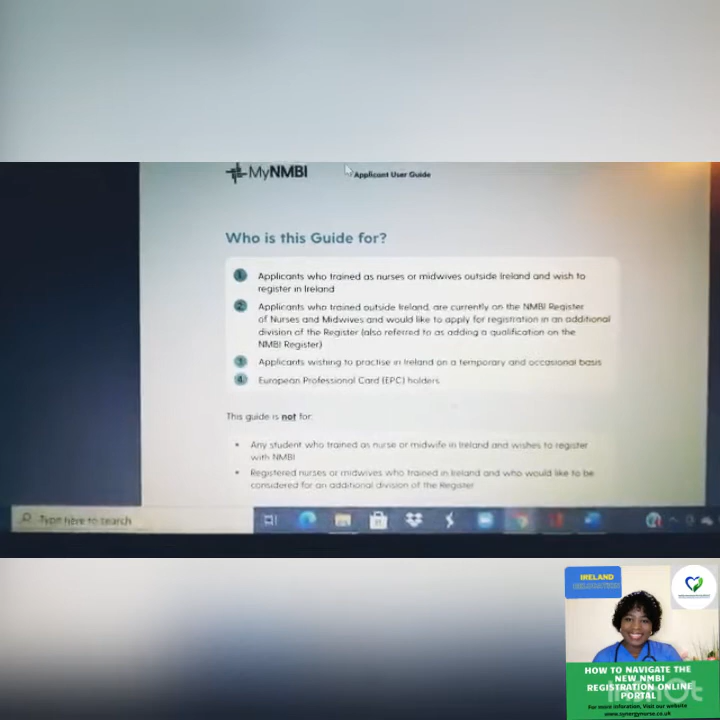 MyNMBI
Applicant User Guide
Who is this Guide for?
1 Applicants who trained as nurses or midwives outside Ireland and wish to
register in Ireland
2 Applicants who trained outside Ireland, are currently on the NMBI Register
of Nurses and Midwives and would like to apply for registration in an additional
division of the Register (also referred to as adding a qualification on the
NMBI Register)
3 Applicants wishing to practise in Ireland on a temporary and occasional basis
4 European Professional Card (EPC) holders
This guide is not for:
• Any student who trained as nurse or midwife in Ireland and wishes to register
with NMBI
• Registered nurses or midwives who trained in Ireland and who would like to be
considered for an additional division of the Register
Type here to search
IRELAND
HOW TO NAVIGATE THE
NEW NMBI
REGISTRATION ONLINE
PORTAL
For more inforation, Visit our website
www.synergynurse.co.uk